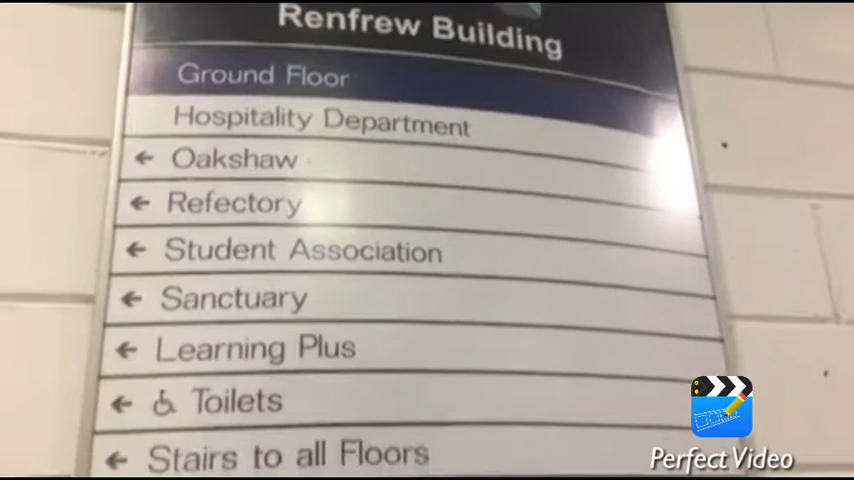 Renfrew Building
Ground Floor
Hospitality Department
← Oakshaw
← Refectory
← Student Association
← Sanctuary
← Learning Plus
← ♿ Toilets
← Stairs to all Floors
Perfect Video